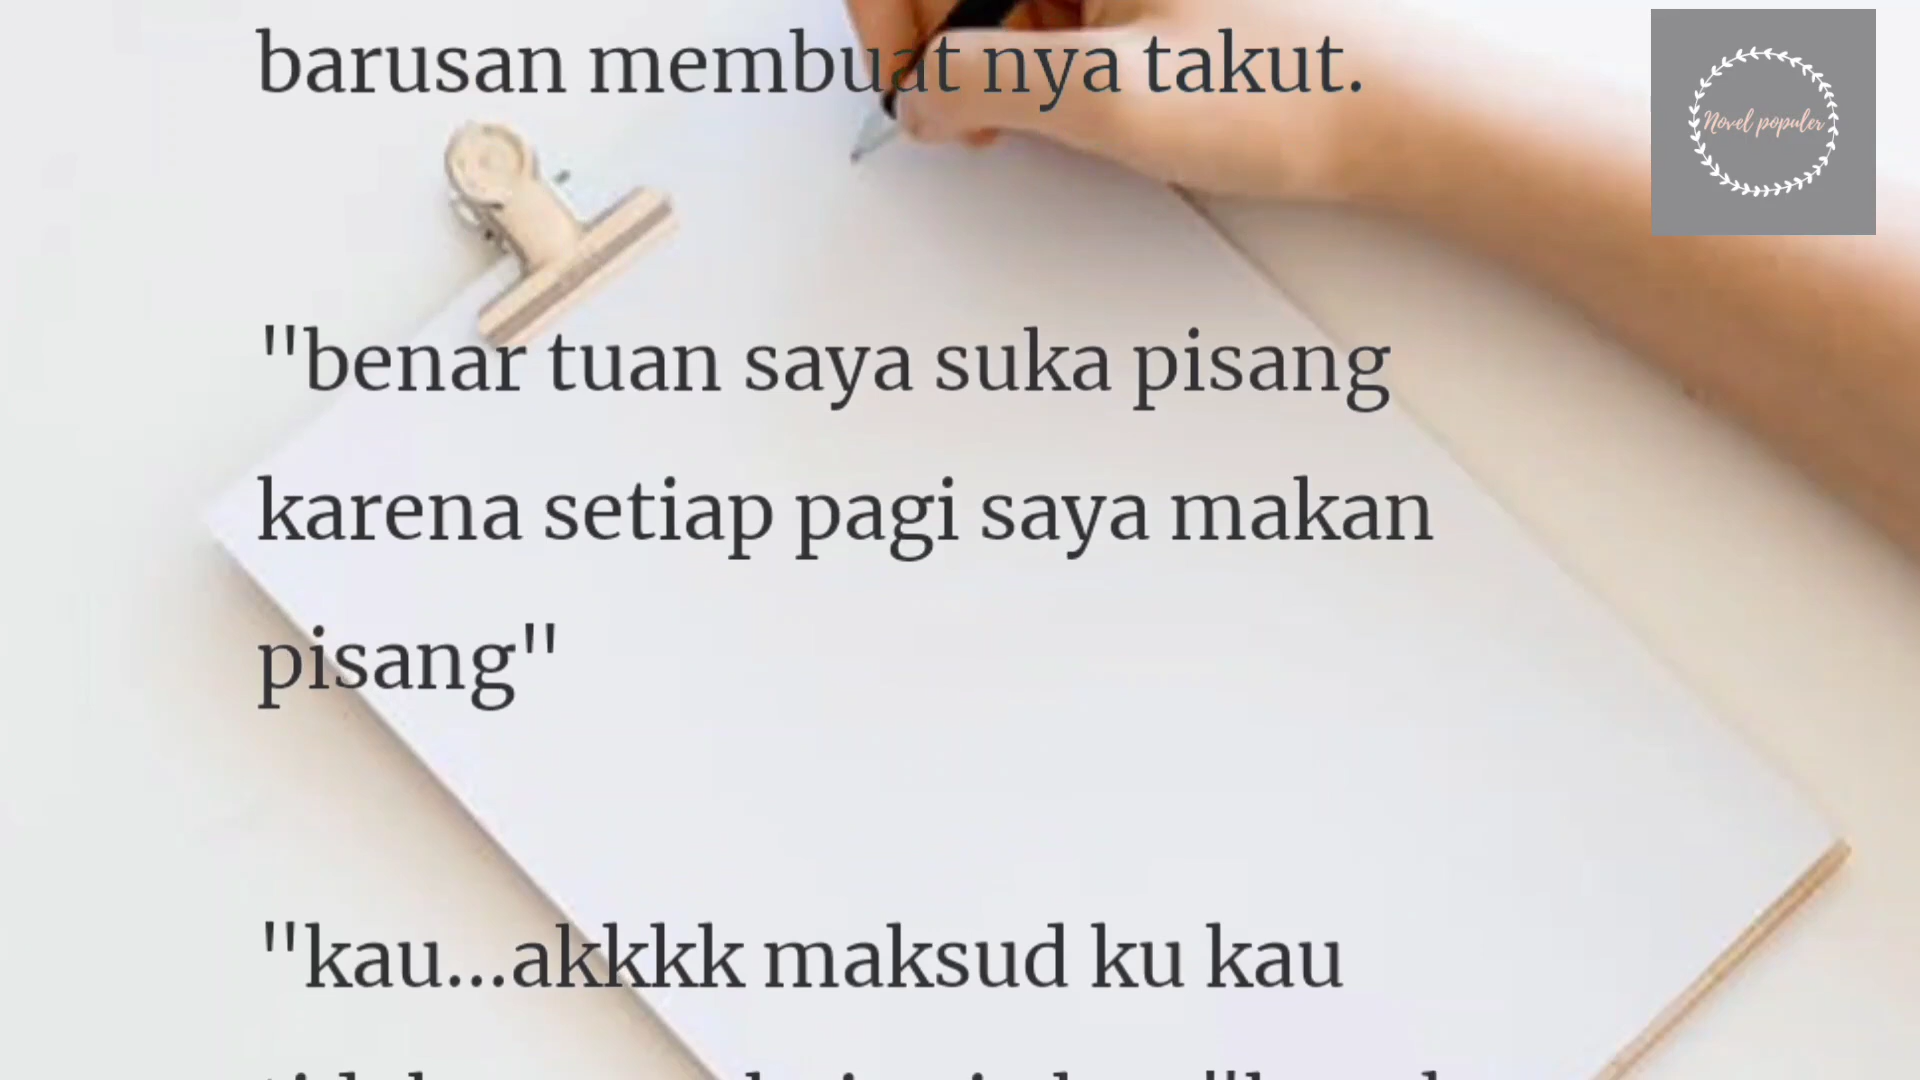 barusan membuat nya takut.
Novel populer
"benar tuan saya suka pisang
karena setiap pagi saya makan
pisang"
"kau...akkkk maksud ku kau